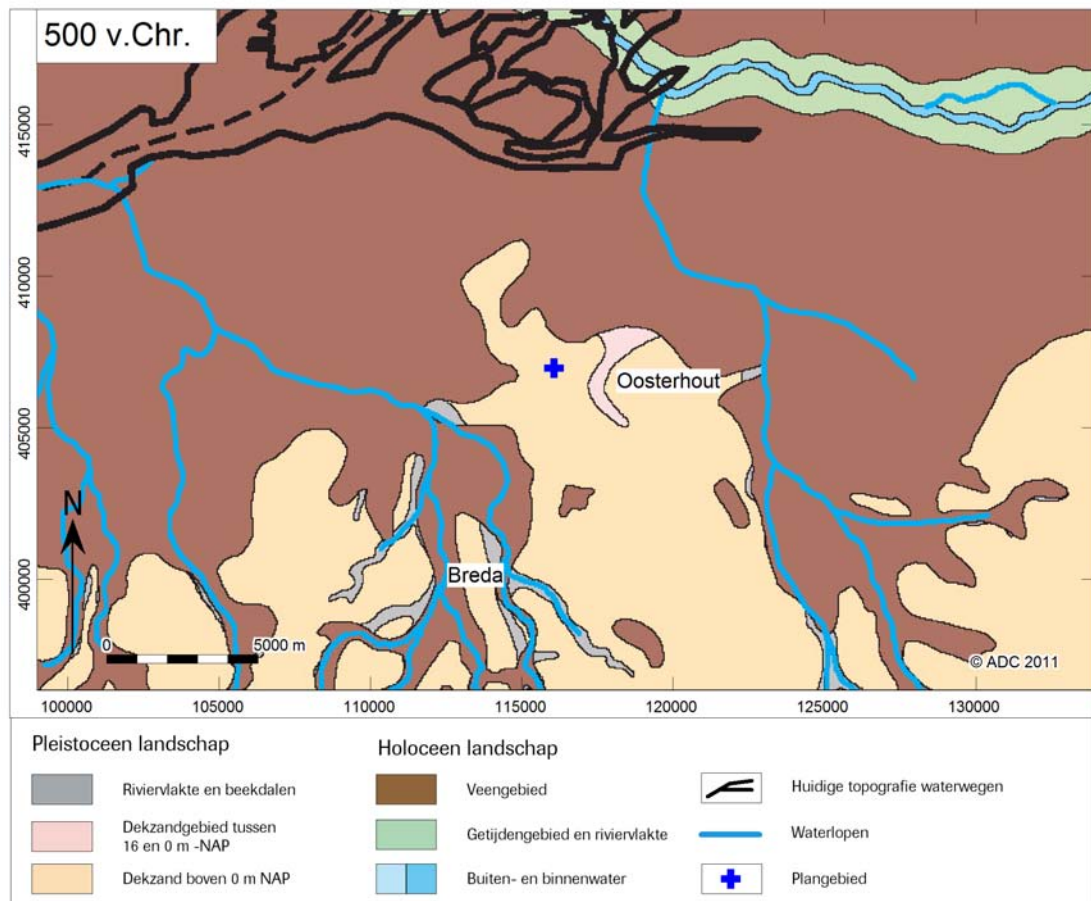 500 v.Chr.
415000
410000
405000
400000
Oosterhout
Breda
N
0 5000 m
© ADC 2011
100000 105000 110000 115000 120000 125000 130000
Pleistoceen landschap
Riviervlakte en beekdalen
Dekzandgebied tussen
16 en 0 m -NAP
Dekzand boven 0 m NAP
Holoceen landschap
Veengebied
Getijdengebied en riviervlakte
Buiten- en binnenwater
Huidige topografie waterwegen
Waterlopen
Plangebied